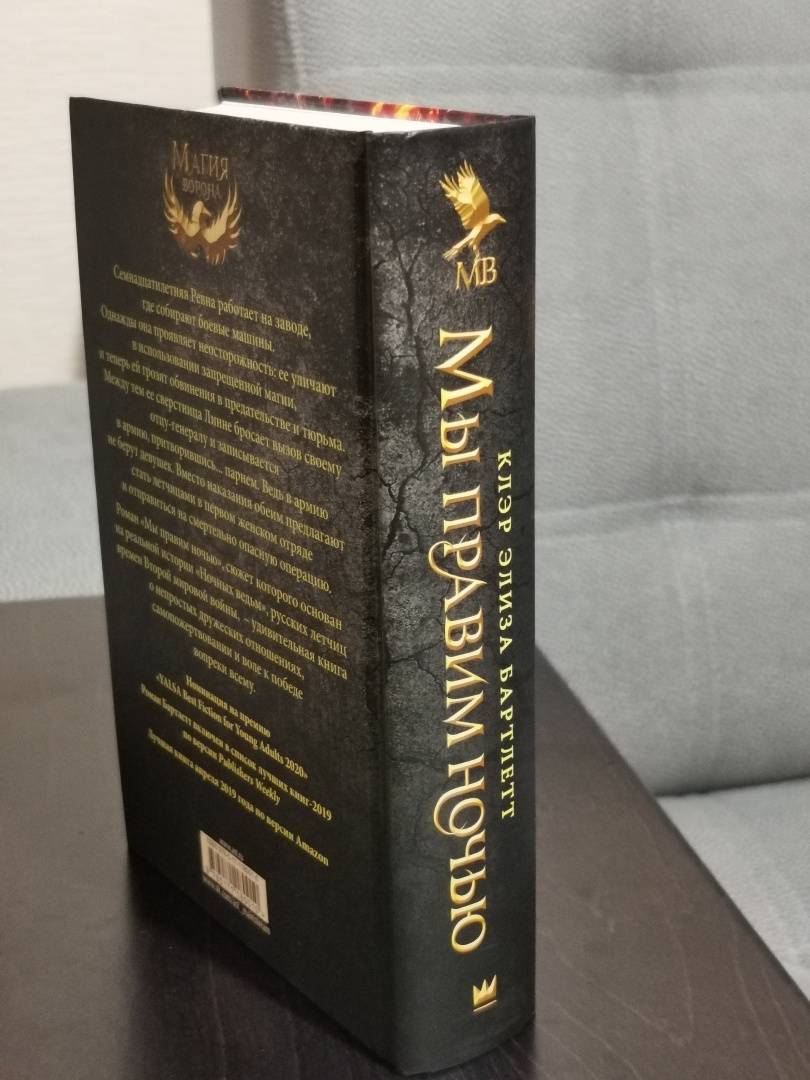 МАГИЯ
ВОРОНА
Семнадцатилетняя Ревна работает на заводе,
где собирают боевые машины.
Однажды она проявляет неосторожность: ее уличают
в использовании запрещенной магии,
и теперь ей грозят обвинения в предательстве и тюрьма.
Между тем ее сверстница Линне бросает вызов своему
отцу-генералу и записывается
в армию, притворившись... парнем. Ведь в армию
не берут девушек. Вместо наказания обеим предлагают
стать летчицами в первом женском отряде
и отправиться на смертельно опасную операцию.
Роман «Мы правим ночью», сюжет которого основан
на реальной истории «Ночных ведьм», русских летчиц
времен Второй мировой войны, – удивительная книга
о непростых дружеских отношениях,
самопожертвовании и воле к победе
вопреки всему.
Номинация на премию
«YALSA Best Fiction for Young Adults 2020»
Роман Бартлетт включен в список лучших книг-2019
по версии Publishers Weekly
Лучшая книга апреля 2019 года по версии Amazon
МВ
МЫ ПРАВИМ НОЧЬЮ
КЛЭР ЭЛИЗА БАРТЛЕТТ